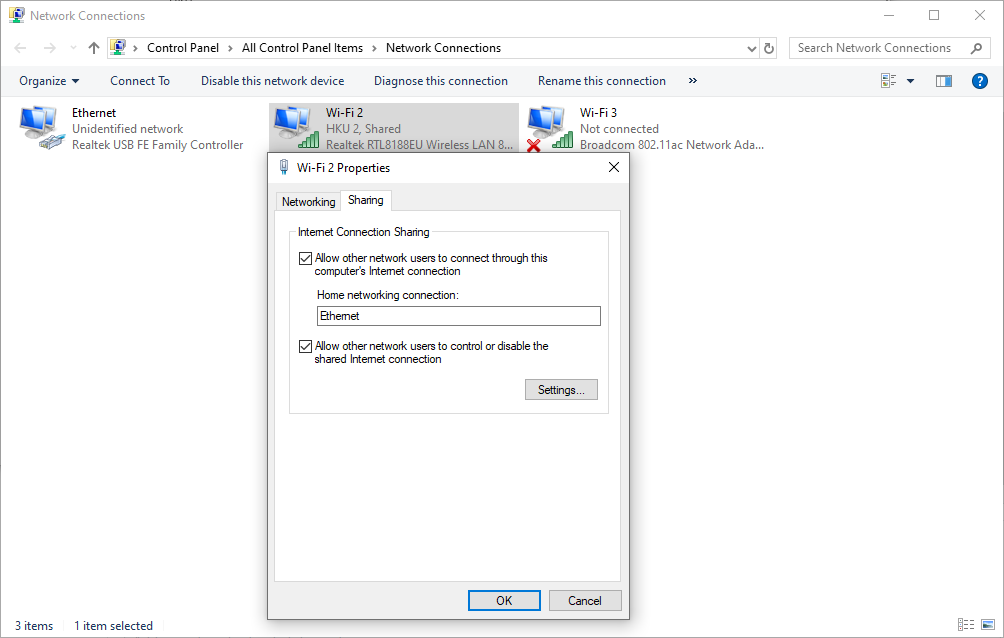 Network Connections
Control Panel > All Control Panel Items > Network Connections
Search Network Connections
Organize
Connect To
Disable this network device
Diagnose this connection
Rename this connection
»
Ethernet
Unidentified network
Realtek USB FE Family Controller
Wi-Fi 2
HKU 2, Shared
Realtek RTL8188EU Wireless LAN 8...
Wi-Fi 3
Not connected
Broadcom 802.11ac Network Ada...
Wi-Fi 2 Properties
Networking
Sharing
Internet Connection Sharing
Allow other network users to connect through this
computer's Internet connection
Home networking connection:
Ethernet
Allow other network users to control or disable the
shared Internet connection
Settings...
OK
Cancel
3 items
1 item selected